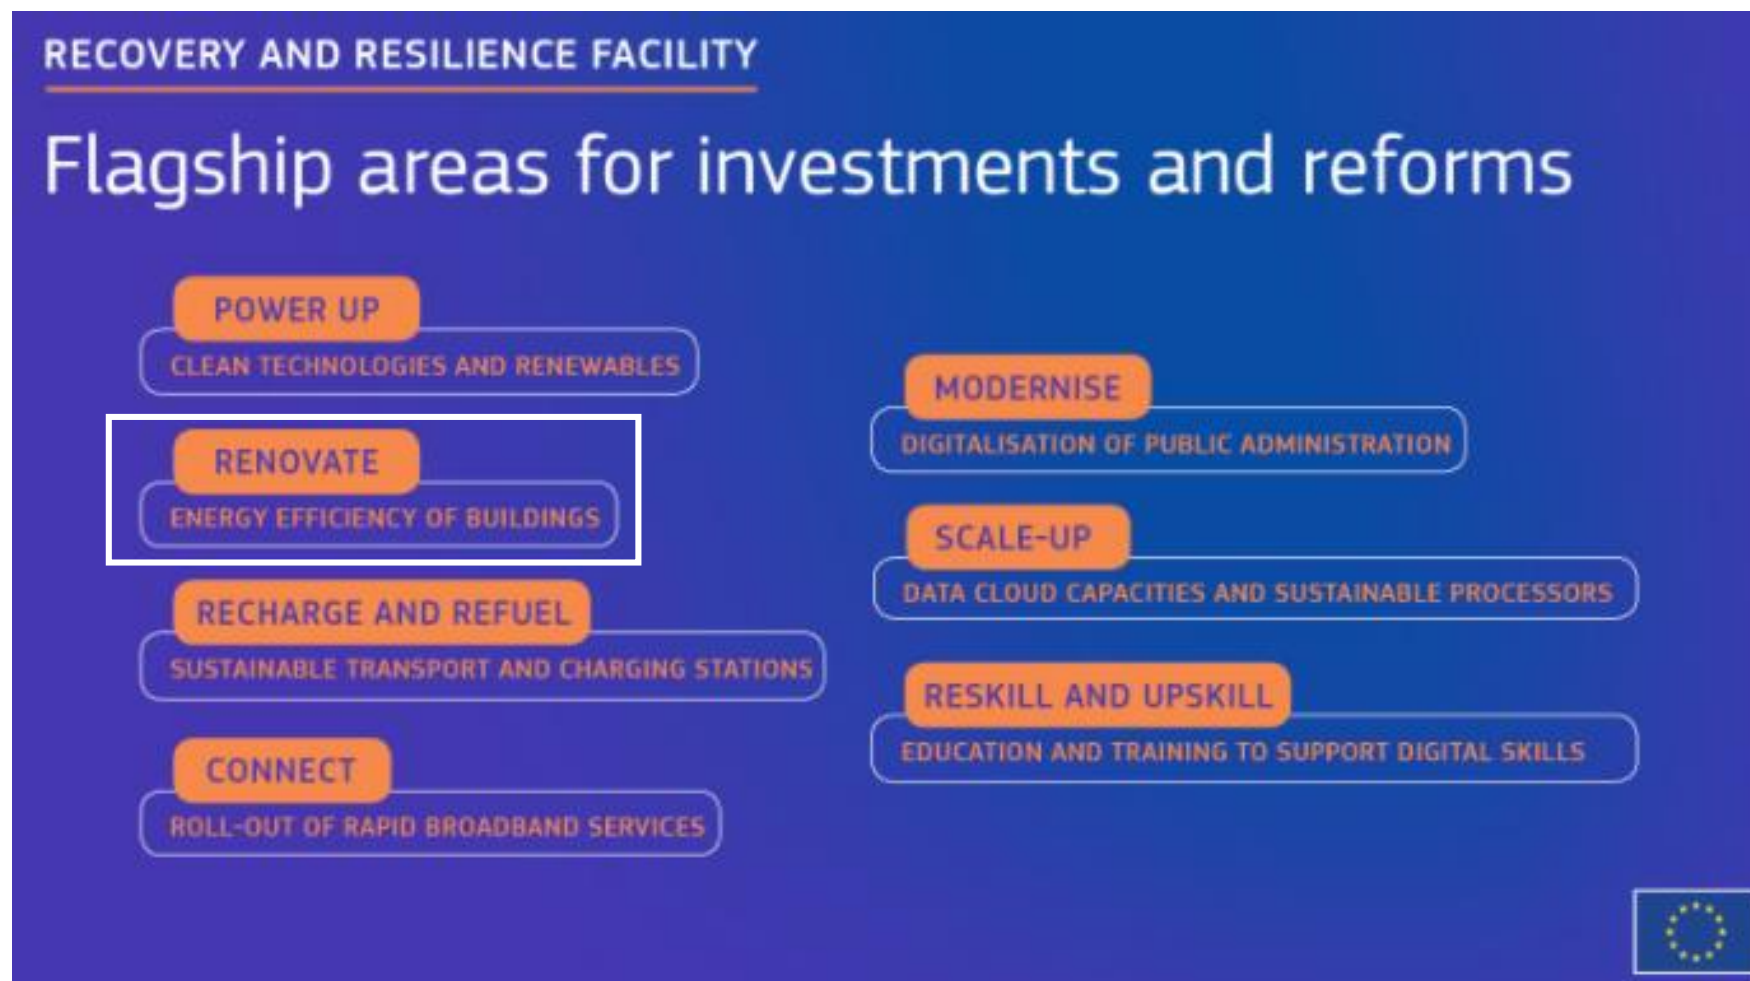 RECOVERY AND RESILIENCE FACILITY
Flagship areas for investments and reforms
POWER UP
CLEAN TECHNOLOGIES AND RENEWABLES
RENOVATE
ENERGY EFFICIENCY OF BUILDINGS
RECHARGE AND REFUEL
SUSTAINABLE TRANSPORT AND CHARGING STATIONS
CONNECT
ROLL-OUT OF RAPID BROADBAND SERVICES
MODERNISE
DIGITALISATION OF PUBLIC ADMINISTRATION
SCALE-UP
DATA CLOUD CAPACITIES AND SUSTAINABLE PROCESSORS
RESKILL AND UPSKILL
EDUCATION AND TRAINING TO SUPPORT DIGITAL SKILLS